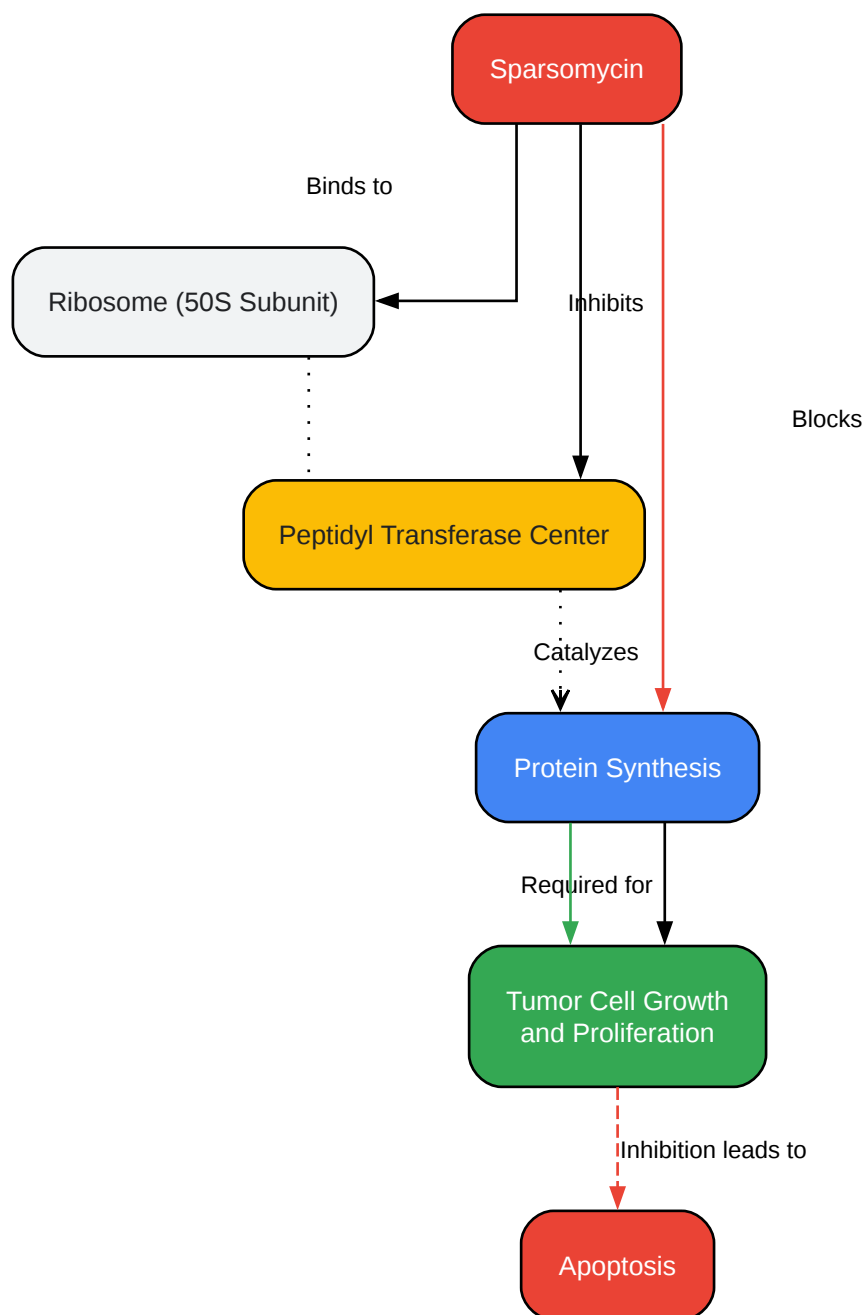 Sparsomycin
Binds to
Ribosome (50S Subunit)
Inhibits
Blocks
Peptidyl Transferase Center
Catalyzes
Protein Synthesis
Required for
Tumor Cell Growth
and Proliferation
Inhibition leads to
Apoptosis